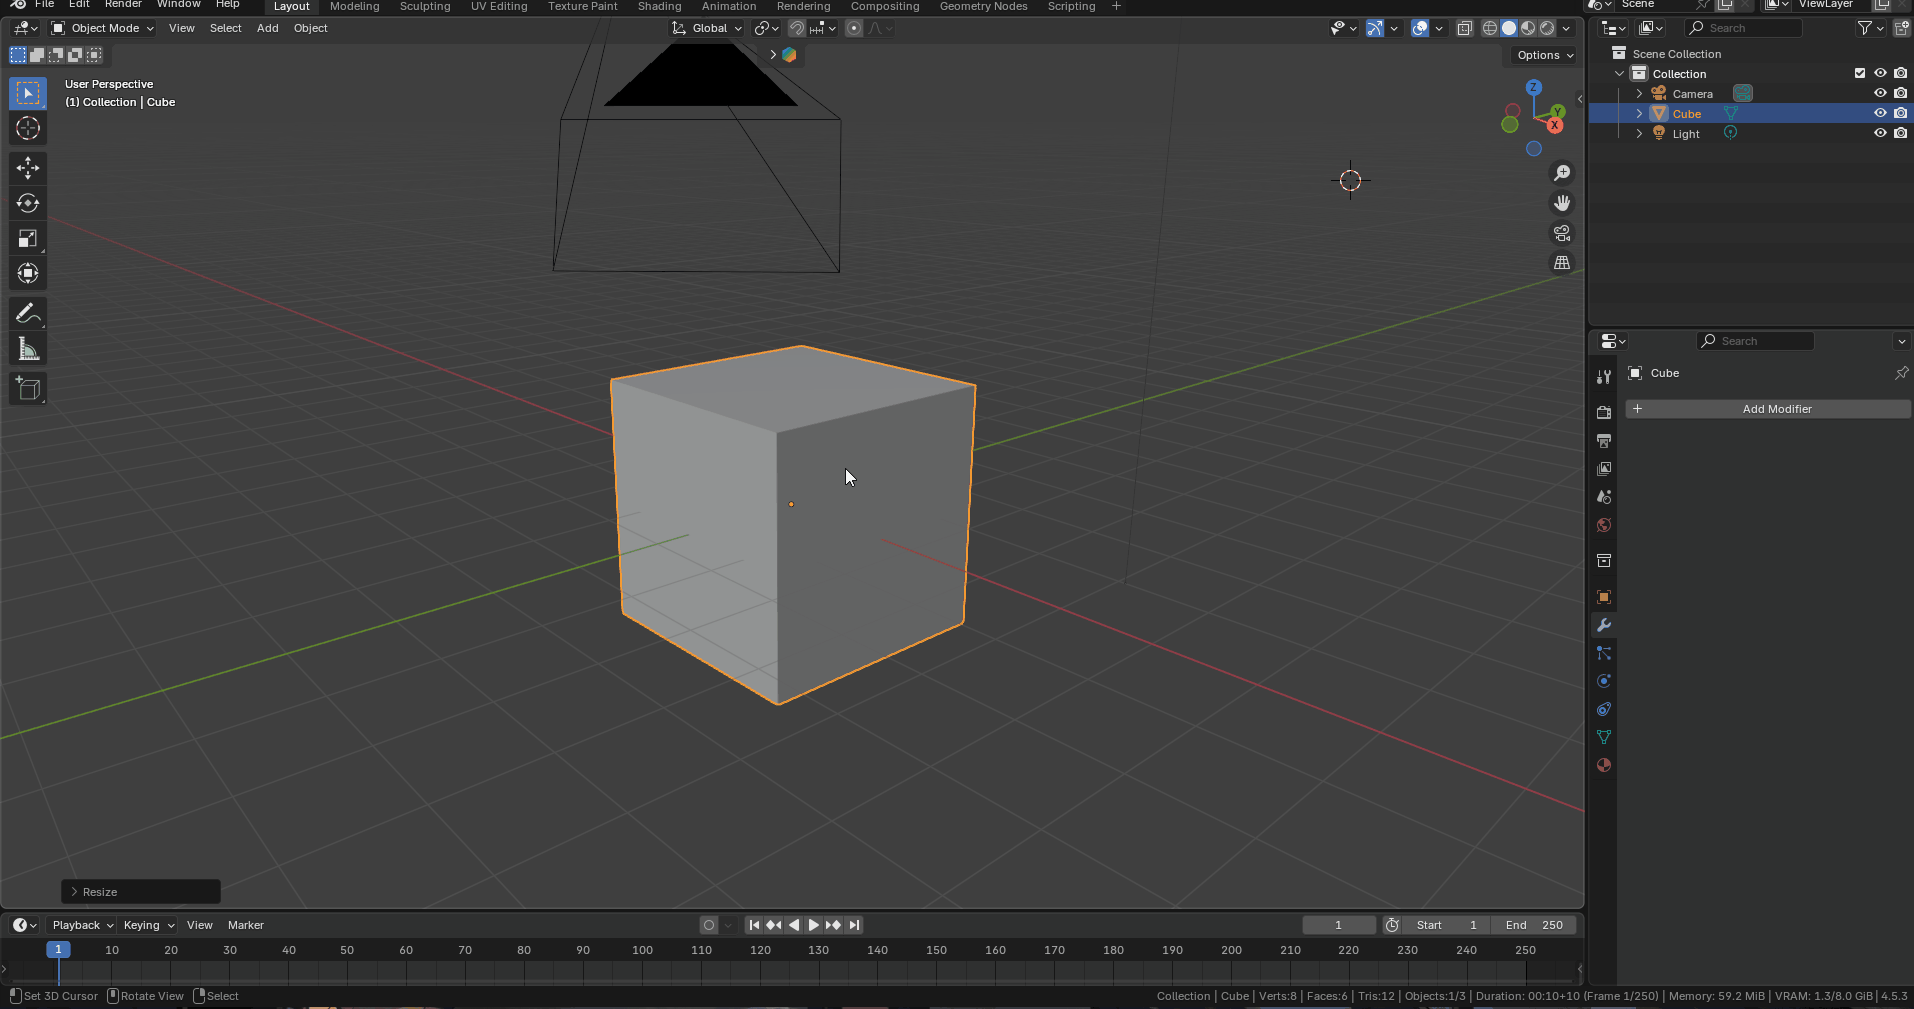 File Edit Render Window Help Layout Modeling Sculpting UV Editing Texture Paint Shading Animation Rendering Compositing Geometry Nodes Scripting + Scene ViewLayer
Object Mode View Select Add Object Global Search
Options
User Perspective
(1) Collection | Cube
Z
Y
X
Scene Collection
Collection
Camera
Cube
Light
Search
Cube
+ Add Modifier
Resize
Playback Keying View Marker 1 Start 1 End 250
1 10 20 30 40 50 60 70 80 90 100 110 120 130 140 150 160 170 180 190 200 210 220 230 240 250
Set 3D Cursor Rotate View Select Collection | Cube | Verts:8 | Faces:6 | Tris:12 | Objects:1/3 | Duration: 00:10+10 (Frame 1/250) | Memory: 59.2 MiB | VRAM: 1.3/8.0 GiB | 4.5.3